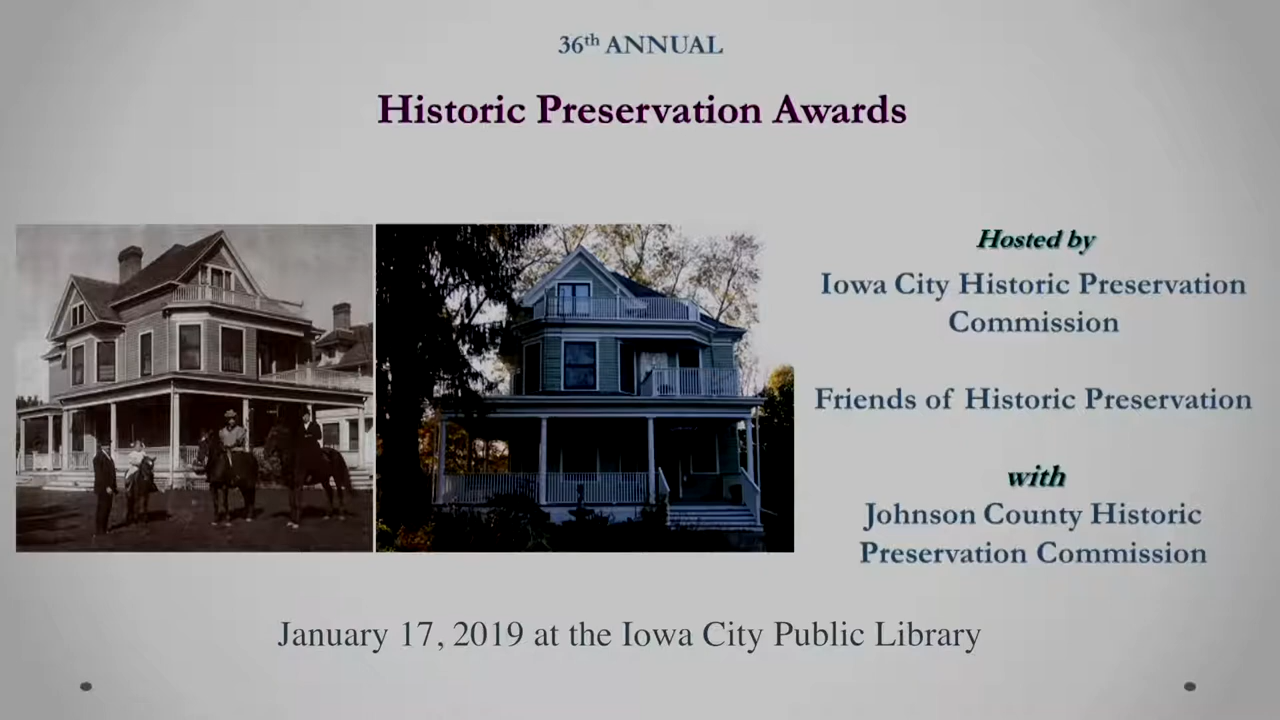 36th ANNUAL
Historic Preservation Awards
Hosted by
Iowa City Historic Preservation
Commission
Friends of Historic Preservation
with
Johnson County Historic
Preservation Commission
January 17, 2019 at the Iowa City Public Library